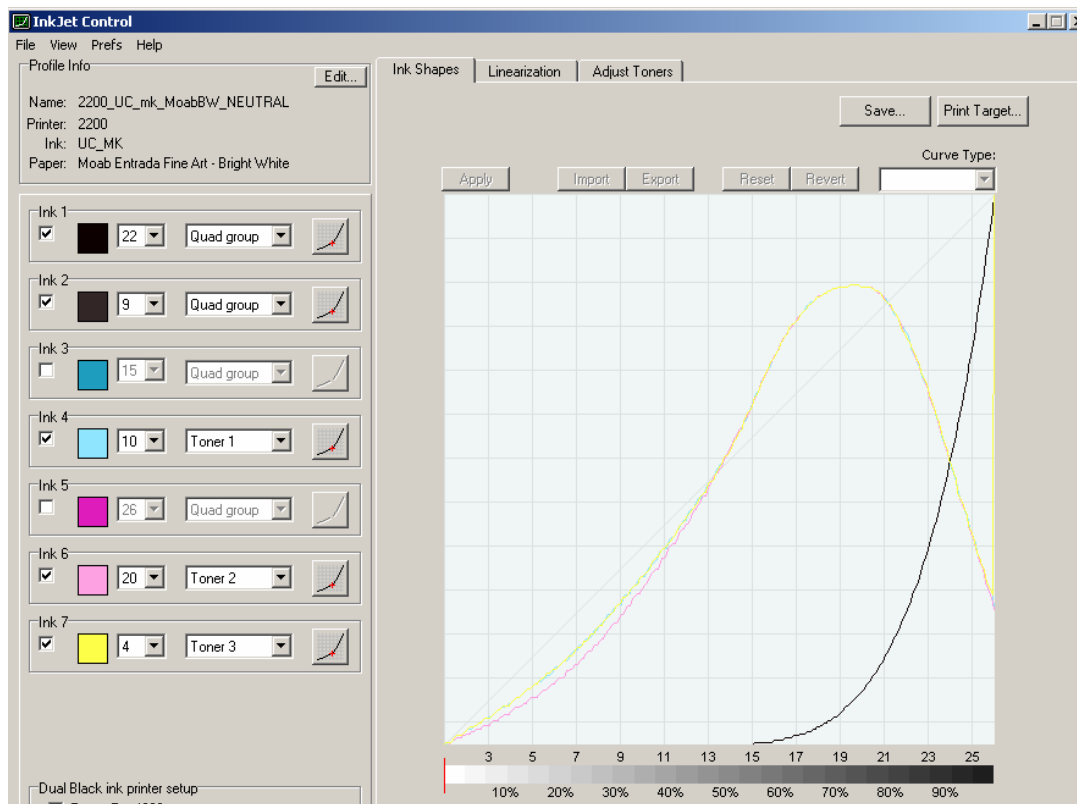 InkJet Control
File View Prefs Help
Profile Info
Edit...
Name: 2200_UC_mk_MoabBW_NEUTRAL
Printer: 2200
Ink: UC_MK
Paper: Moab Entrada Fine Art - Bright White
Ink Shapes Linearization Adjust Toners
Save... Print Target...
Curve Type:
Apply Import Export Reset Revert
Ink 1
22 Quad group
Ink 2
9 Quad group
Ink 3
15 Quad group
Ink 4
10 Toner 1
Ink 5
26 Quad group
Ink 6
20 Toner 2
Ink 7
4 Toner 3
3 5 7 9 11 13 15 17 19 21 23 25
10% 20% 30% 40% 50% 60% 70% 80% 90%
Dual Black ink printer setup